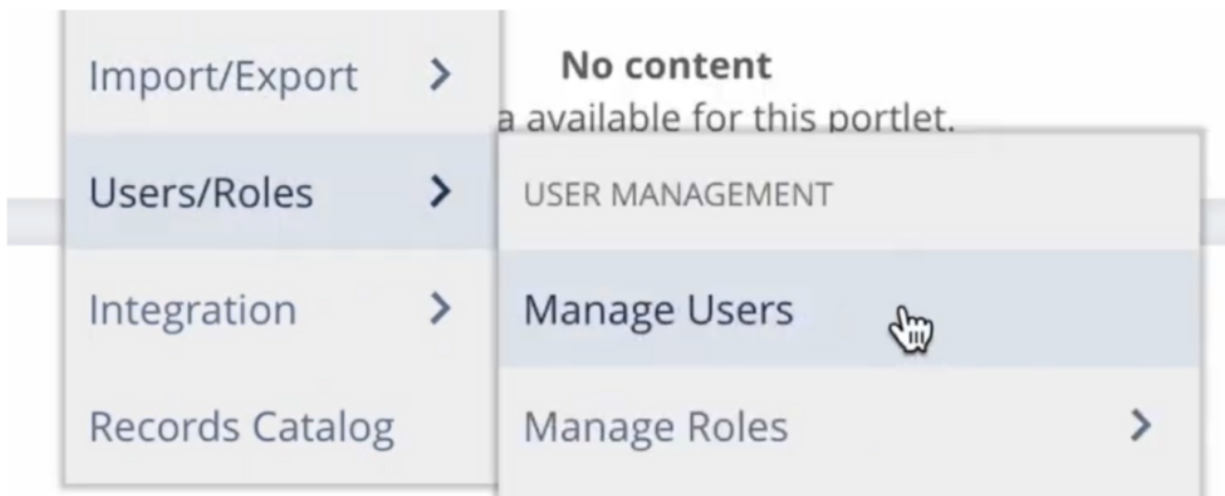 Import/Export
No content
a available for this portlet.
Users/Roles
USER MANAGEMENT
Integration
Manage Users
Records Catalog
Manage Roles